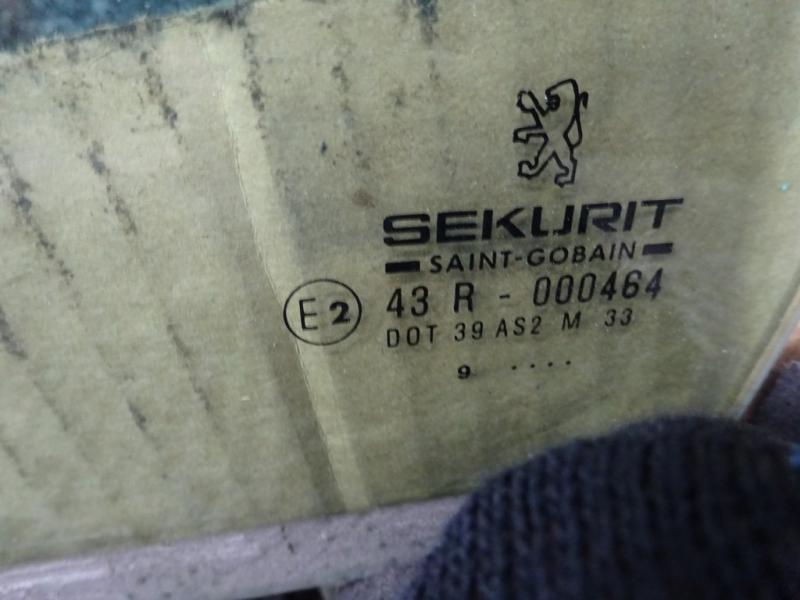 SEKURIT
SAINT-GOBAIN
E2 43 R - 000464
DOT 39 AS2 M 33
9 ....